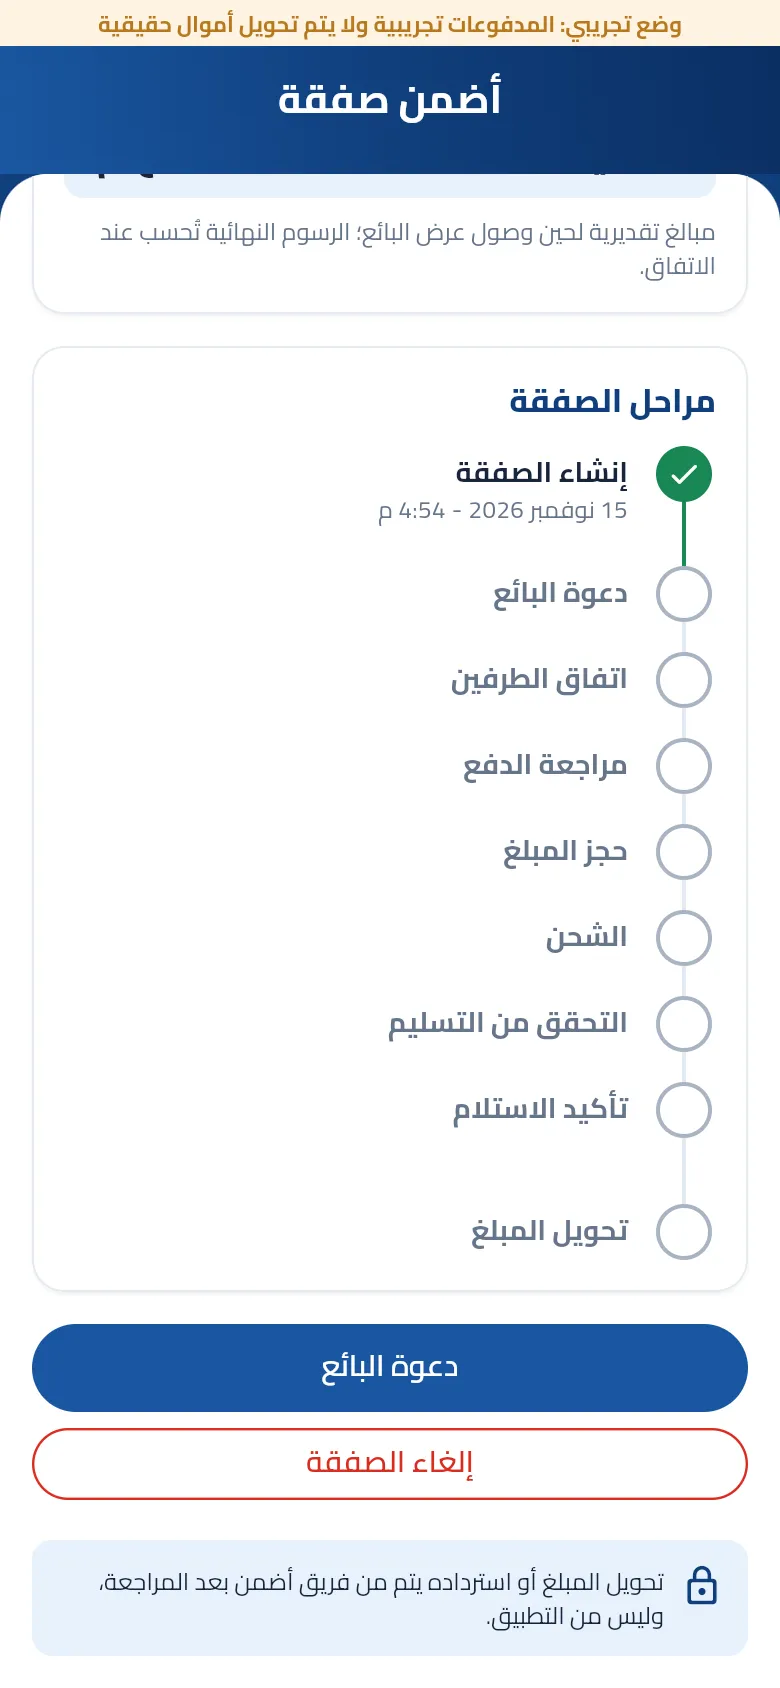 وضع تجريبي: المدفوعات تجريبية ولا يتم تحويل أموال حقيقية
أضمن صفقة
مبالغ تقديرية لحين وصول عرض البائع؛ الرسوم النهائية تُحسب عند
الاتفاق.
مراحل الصفقة
إنشاء الصفقة
15 نوفمبر 2026 - 4:54 م
دعوة البائع
اتفاق الطرفين
مراجعة الدفع
حجز المبلغ
الشحن
التحقق من التسليم
تأكيد الاستلام
تحويل المبلغ
دعوة البائع
إلغاء الصفقة
تحويل المبلغ أو استرداده يتم من فريق أضمن بعد المراجعة،
وليس من التطبيق.